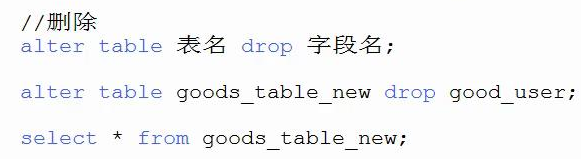 //删除
alter table 表名 drop 字段名;
alter table goods_table_new drop good_user;
select * from goods_table_new;